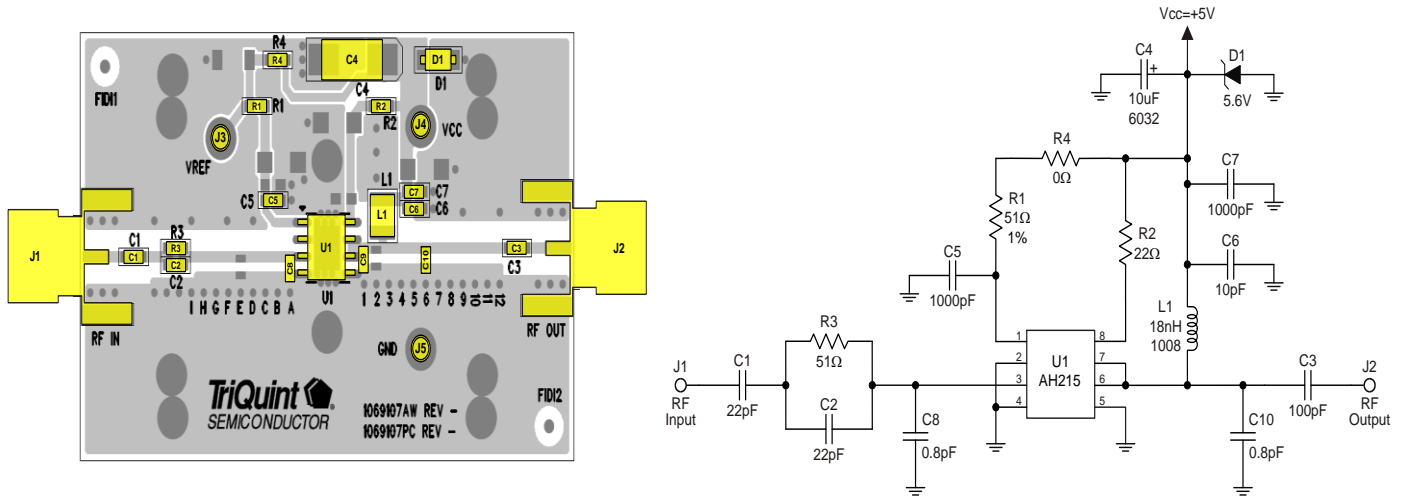 R4
R4
C4
D1
FIDI1
C4
D1
R1
R1
R2
R2
J3
J4
VCC
VREF
L1
C7
C7
C5
C5
C6
C6
L1
J1
C1
C1
R3
R3
C2
C2
C8
U1
C9
C10
C3
C3
J2
I H G F E D C B A
U1
1 2 3 4 5 6 7 8 9 10 11 12
RF IN
RF OUT
GND
J5
FIDI2
TriQuint
SEMICONDUCTOR
1069107AW REV -
1069107PC REV -
Vcc=+5V
C4
+
10uF
6032
D1
5.6V
R4
0Ω
C7
1000pF
R1
51Ω
1%
R2
22Ω
C5
1000pF
C6
10pF
L1
18nH
1008
R3
51Ω
1
2
3
4
U1
AH215
8
7
6
5
J1
RF
Input
C1
22pF
C2
22pF
C8
0.8pF
C3
100pF
J2
RF
Output
C10
0.8pF